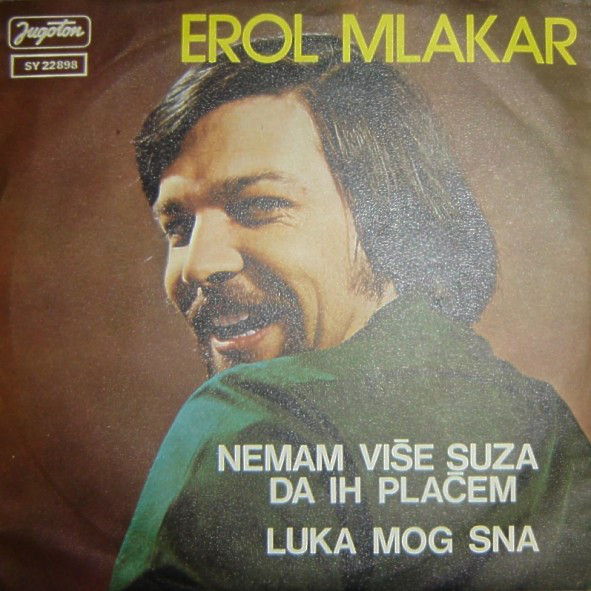 Jugoton
SY 22898
EROL MLAKAR
NEMAM VIŠE SUZA
DA IH PLAČEM
LUKA MOG SNA